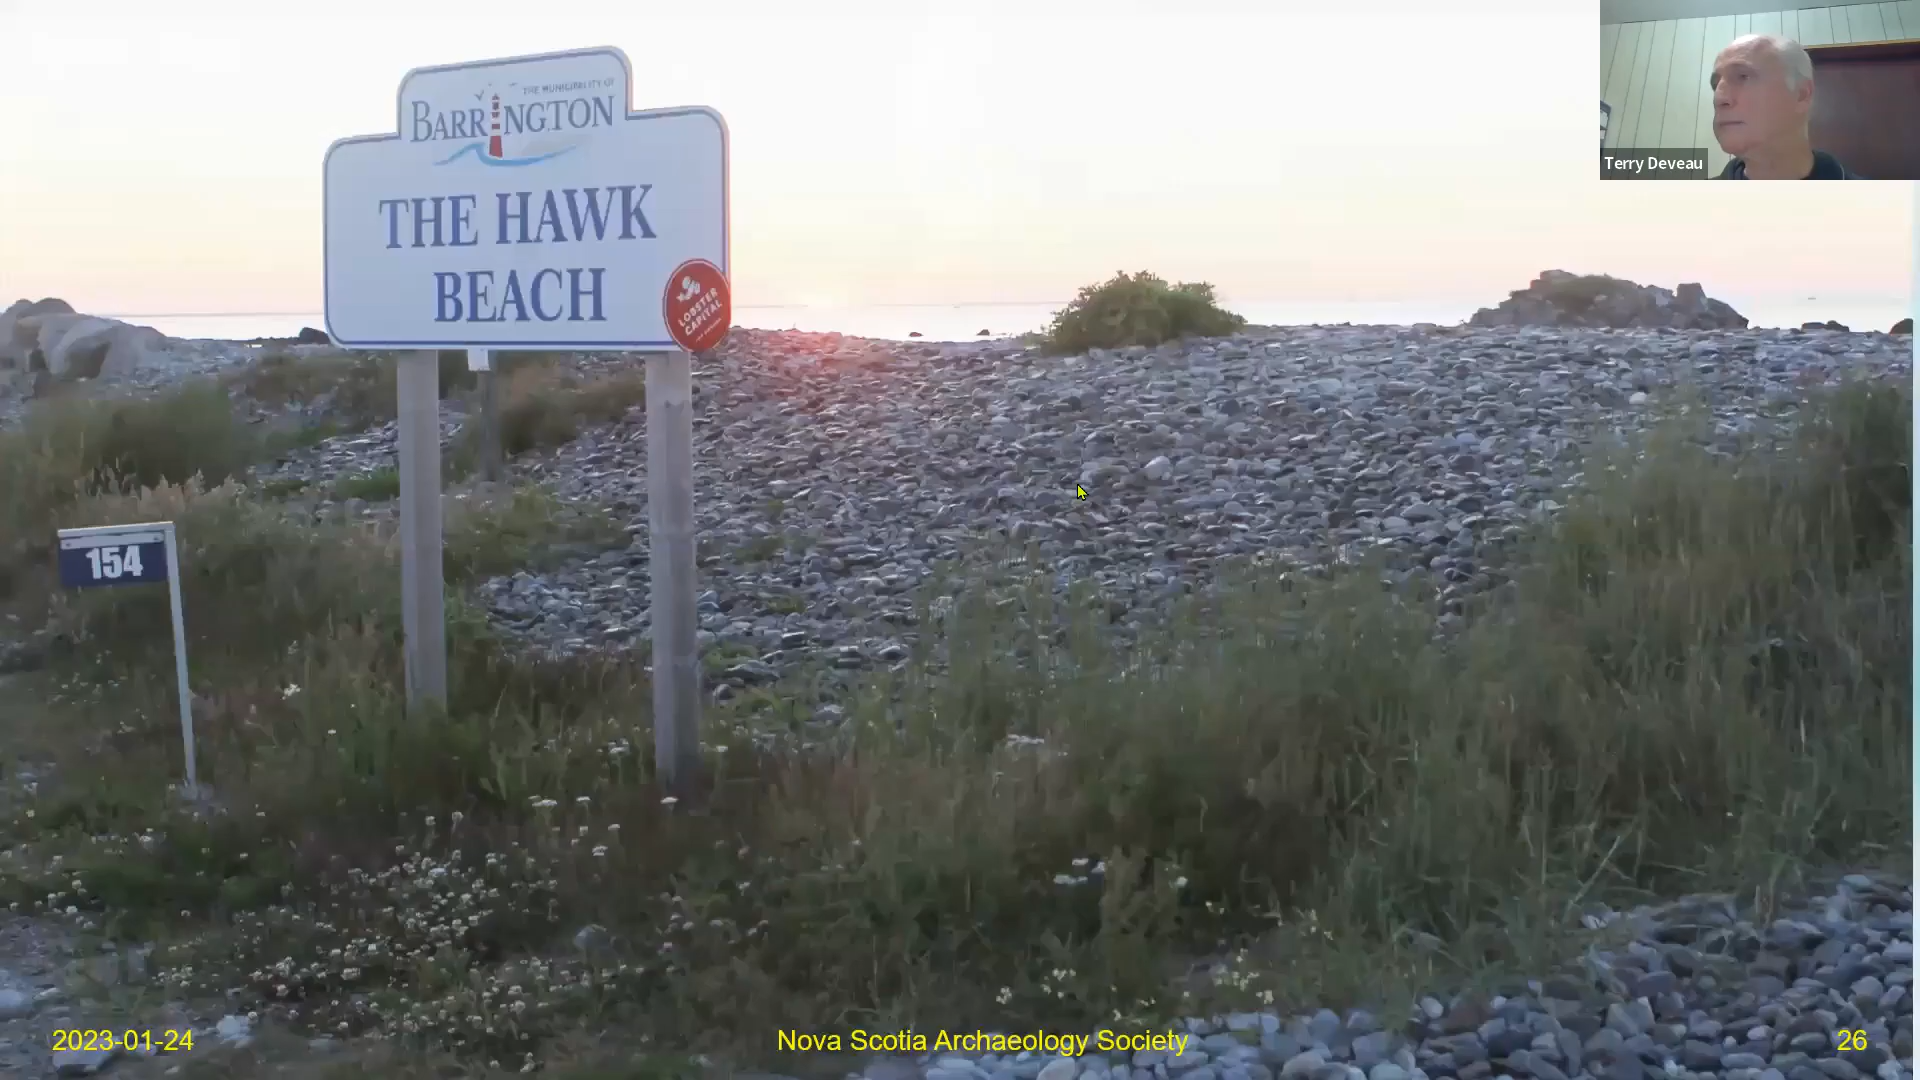 THE MUNICIPALITY OF
BARRINGTON
THE HAWK
BEACH
LOBSTER
CAPITAL
154
Terry Deveau
2023-01-24
Nova Scotia Archaeology Society
26